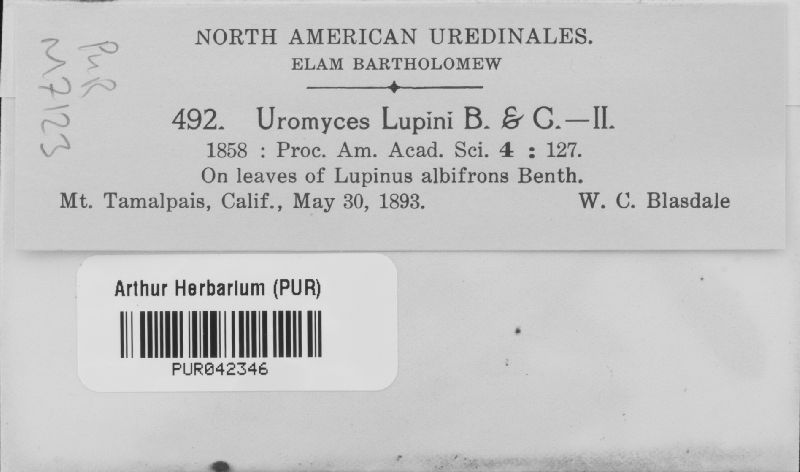 NORTH AMERICAN UREDINALES.
ELAM BARTHOLOMEW
492. Uromyces Lupini B. & C.—II.
1858 : Proc. Am. Acad. Sci. 4 : 127.
On leaves of Lupinus albifrons Benth.
Mt. Tamalpais, Calif., May 30, 1893. W. C. Blasdale
PUR
M7123
Arthur Herbarium (PUR)
PUR042346